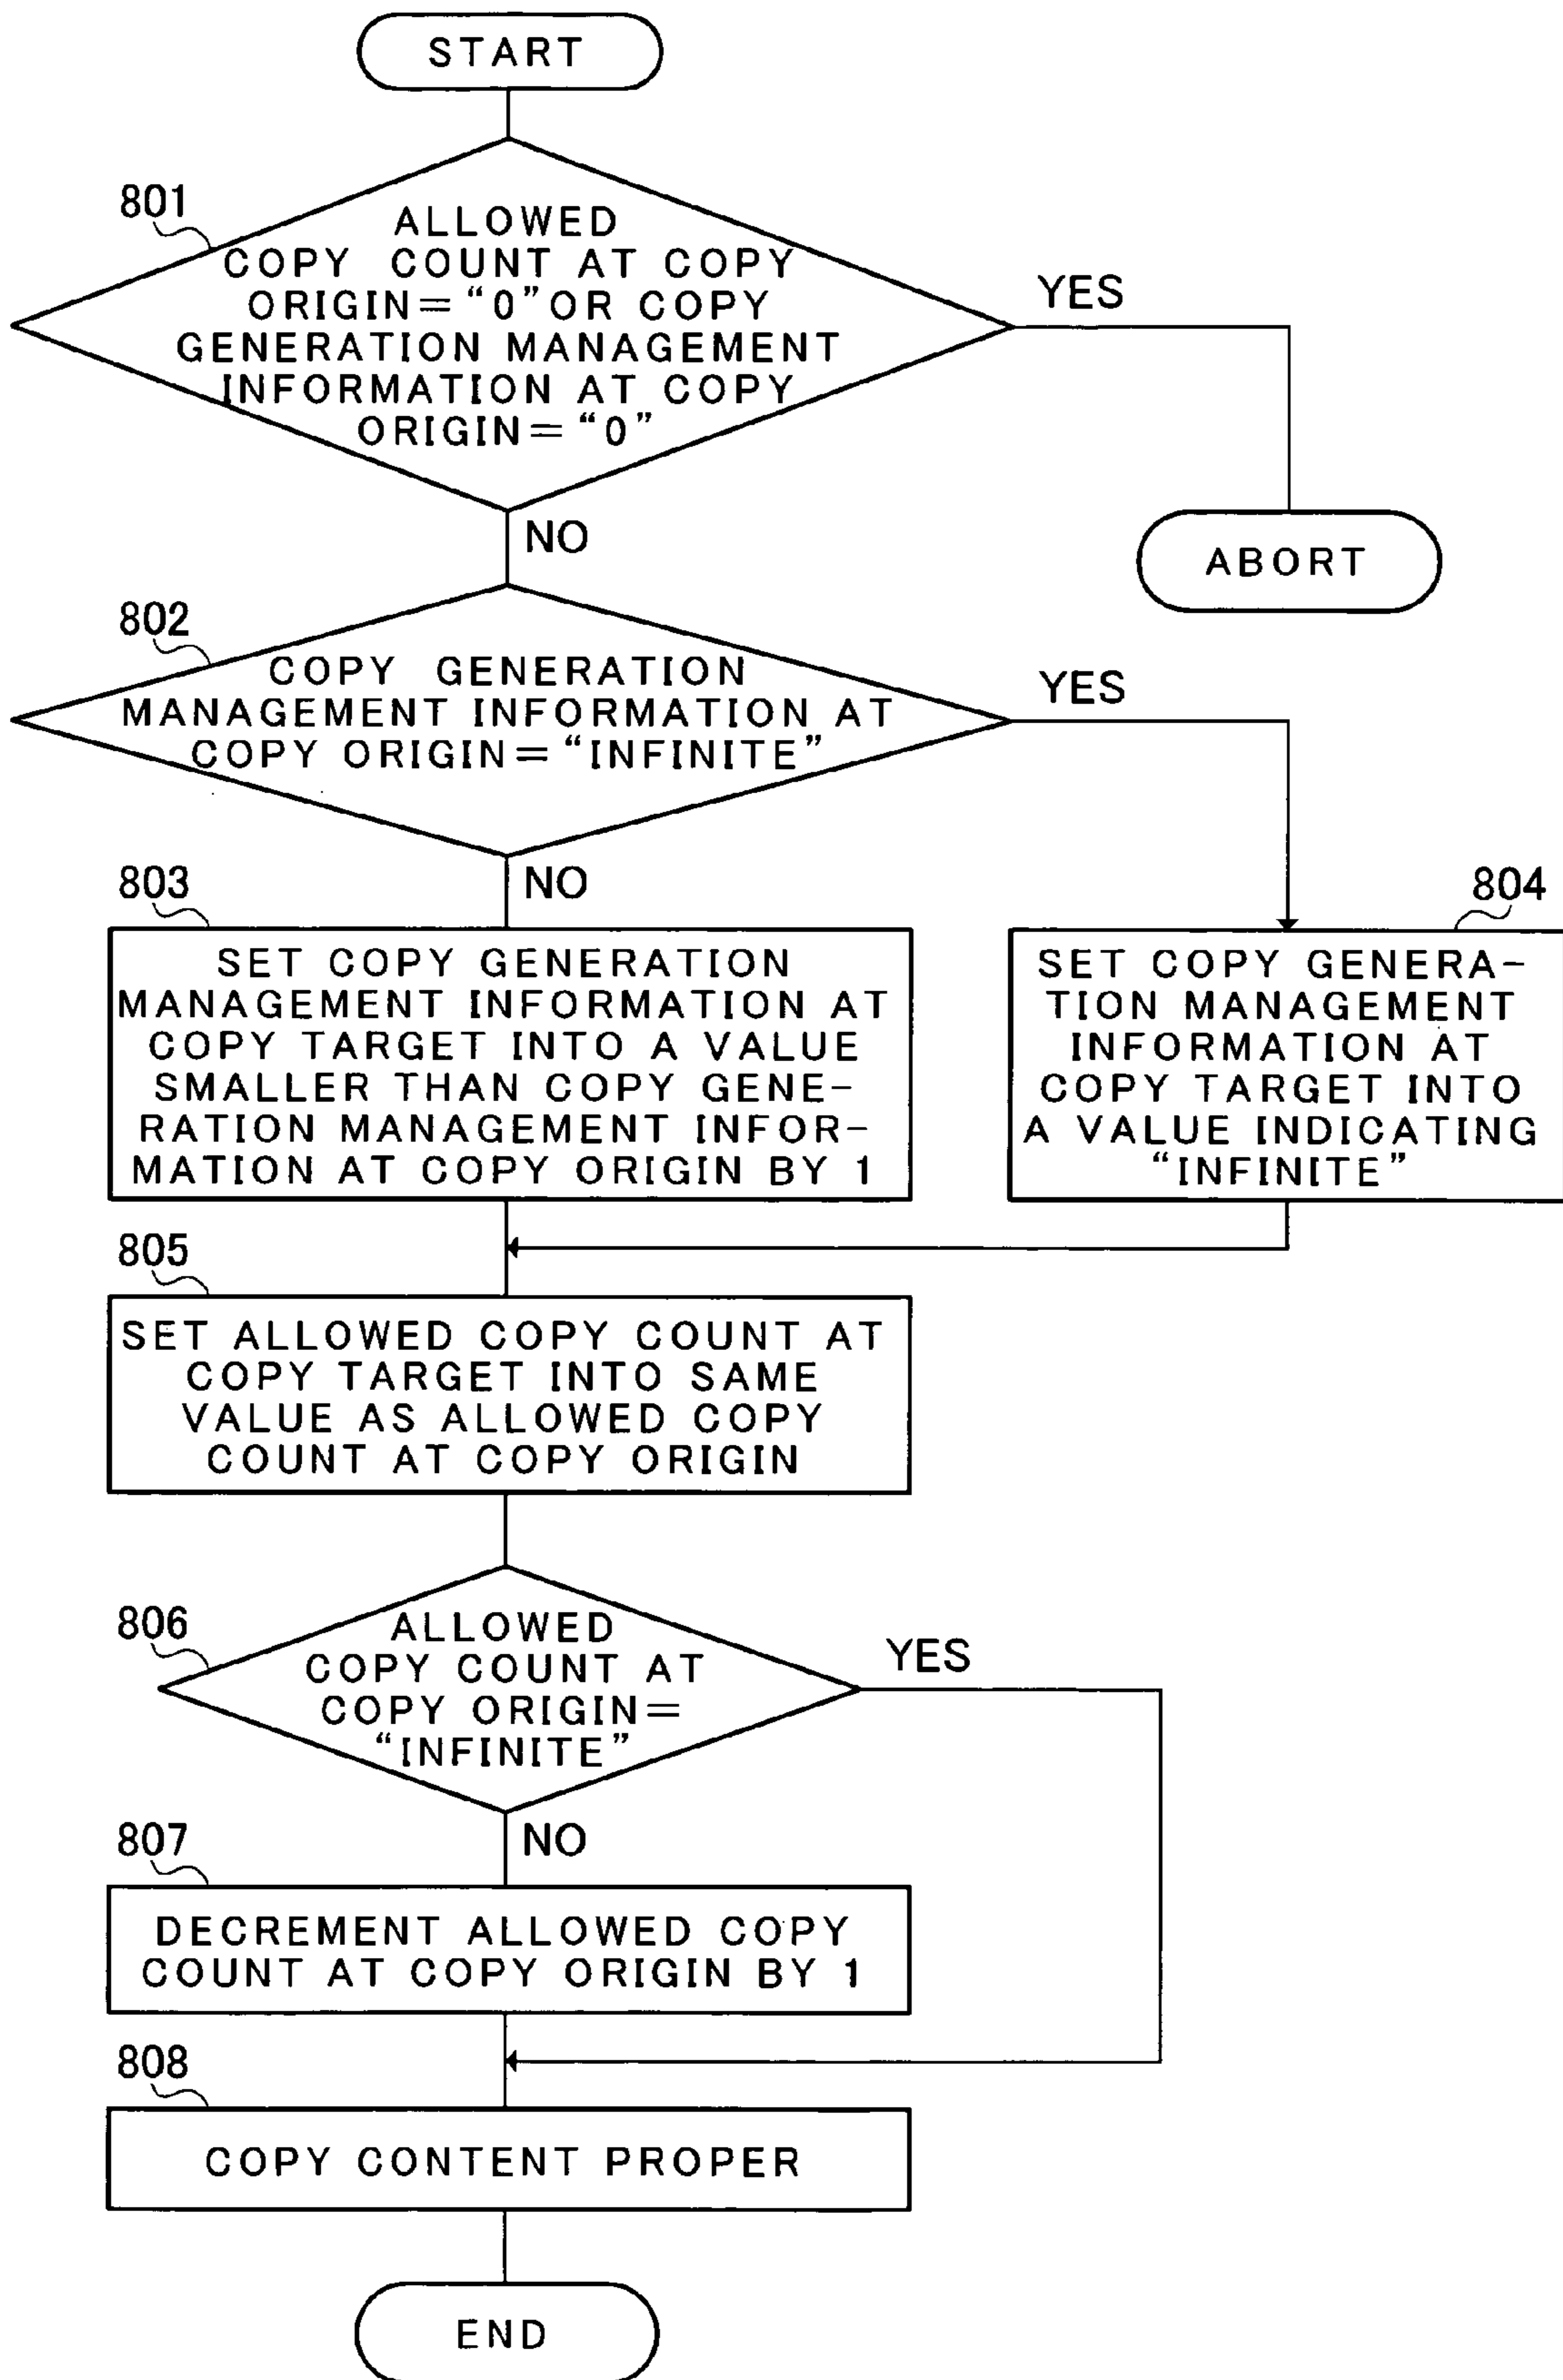 START
801
ALLOWED
COPY COUNT AT COPY
ORIGIN="0" OR COPY
GENERATION MANAGEMENT
INFORMATION AT COPY
ORIGIN="0"
YES
NO
ABORT
802
COPY GENERATION
MANAGEMENT INFORMATION AT
COPY ORIGIN="INFINITE"
YES
NO
803
SET COPY GENERATION
MANAGEMENT INFORMATION AT
COPY TARGET INTO A VALUE
SMALLER THAN COPY GENE-
RATION MANAGEMENT INFOR-
MATION AT COPY ORIGIN BY 1
804
SET COPY GENERA-
TION MANAGEMENT
INFORMATION AT
COPY TARGET INTO
A VALUE INDICATING
"INFINITE"
805
SET ALLOWED COPY COUNT AT
COPY TARGET INTO SAME
VALUE AS ALLOWED COPY
COUNT AT COPY ORIGIN
806
ALLOWED
COPY COUNT AT
COPY ORIGIN=
"INFINITE"
YES
NO
807
DECREMENT ALLOWED COPY
COUNT AT COPY ORIGIN BY 1
808
COPY CONTENT PROPER
END